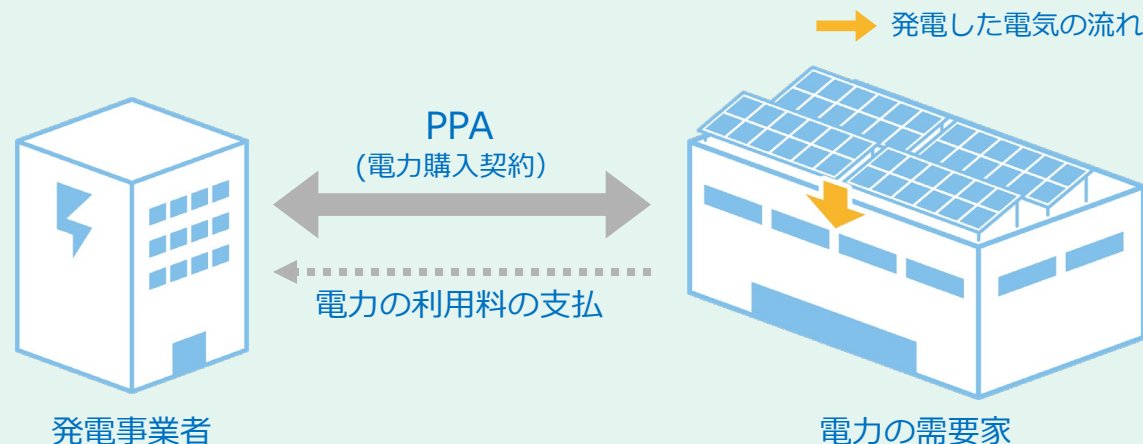 発電した電気の流れ
PPA
(電力購入契約）
電力の利用料の支払
発電事業者
電力の需要家